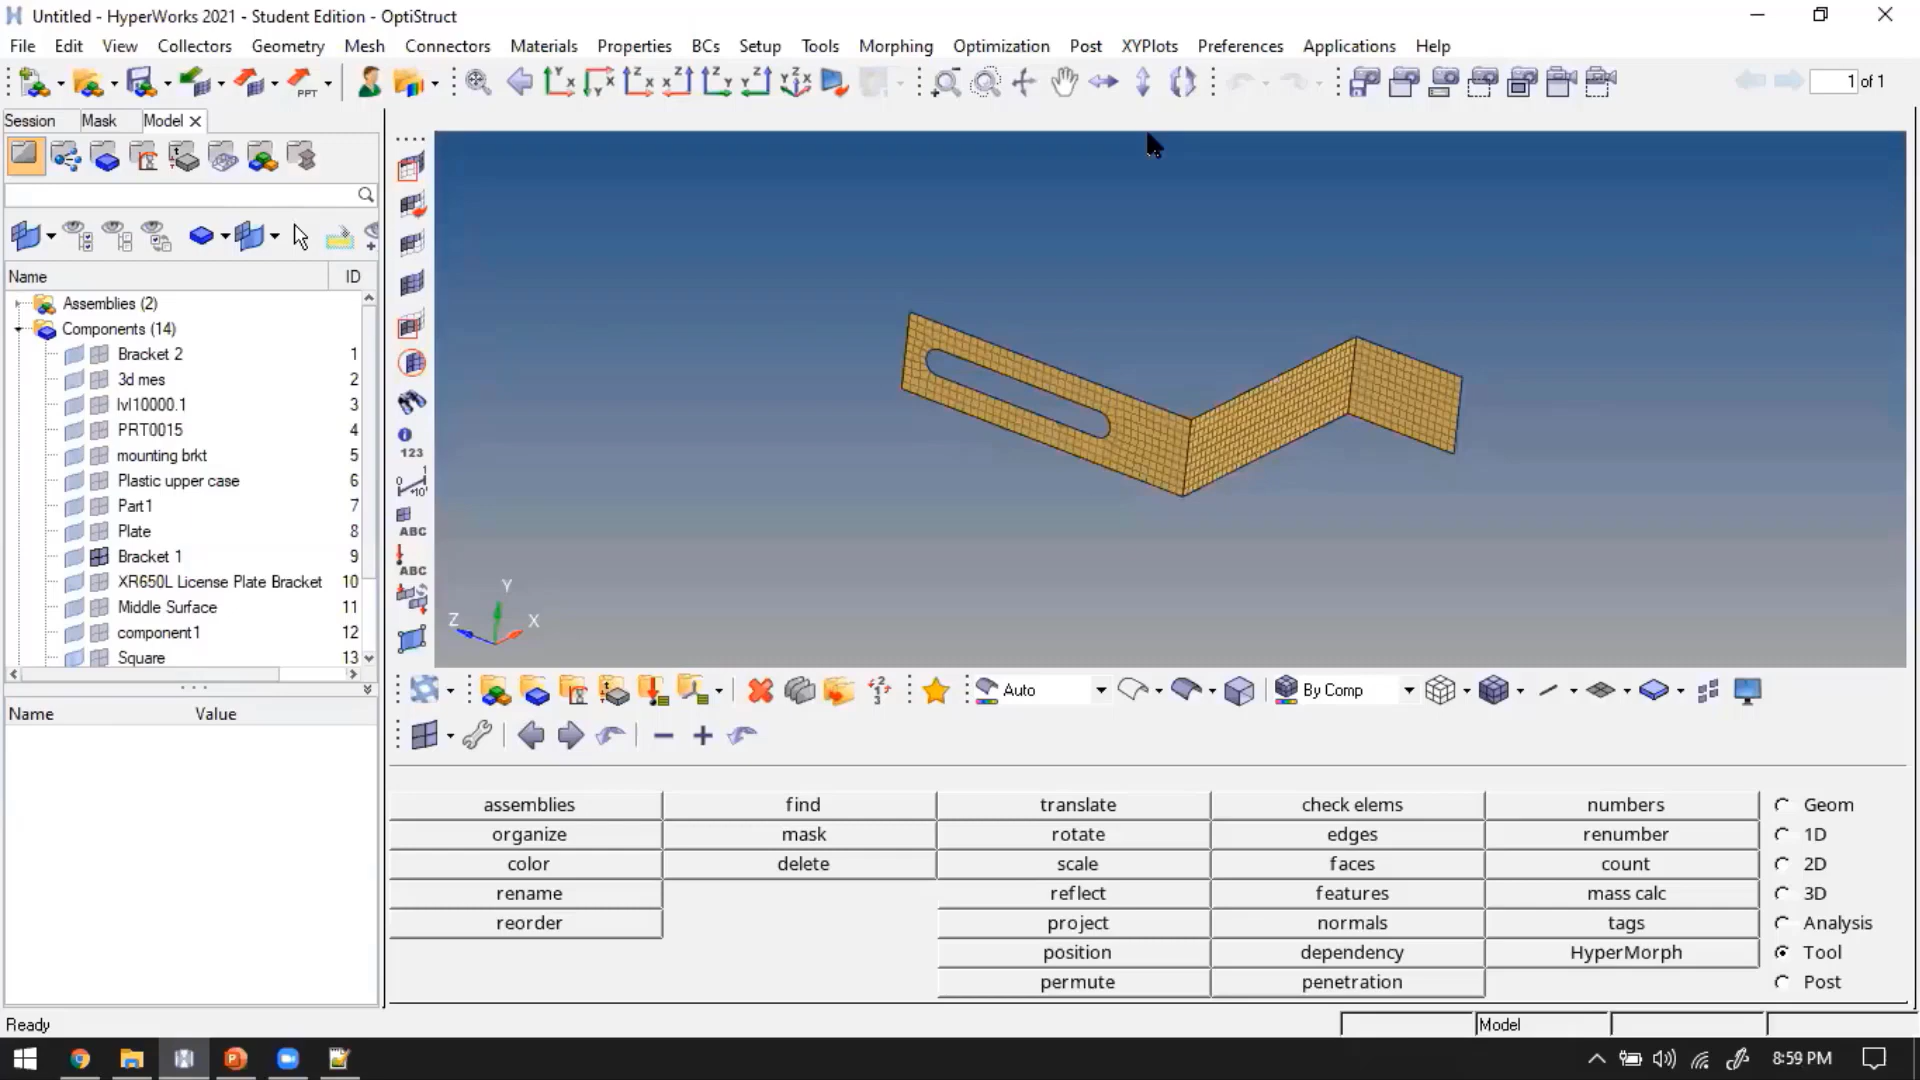 Untitled - HyperWorks 2021 - Student Edition - OptiStruct
File Edit View Collectors Geometry Mesh Connectors Materials Properties BCs Setup Tools Morphing Optimization Post XYPlots Preferences Applications Help
PPT
1 of 1
Session Mask Model
Name ID
Assemblies (2)
Components (14)
Bracket 2 1
3d mes 2
lvl10000.1 3
PRT0015 4
mounting brkt 5
Plastic upper case 6
Part1 7
Plate 8
Bracket 1 9
XR650L License Plate Bracket 10
Middle Surface 11
component1 12
Square 13
123
ABC
ABC
Y
Z
X
Auto
By Comp
Name Value
assemblies find translate check elems numbers Geom
organize mask rotate edges renumber 1D
color delete scale faces count 2D
rename reflect features mass calc 3D
reorder project normals tags Analysis
position dependency HyperMorph Tool
permute penetration Post
Ready
Model
8:59 PM